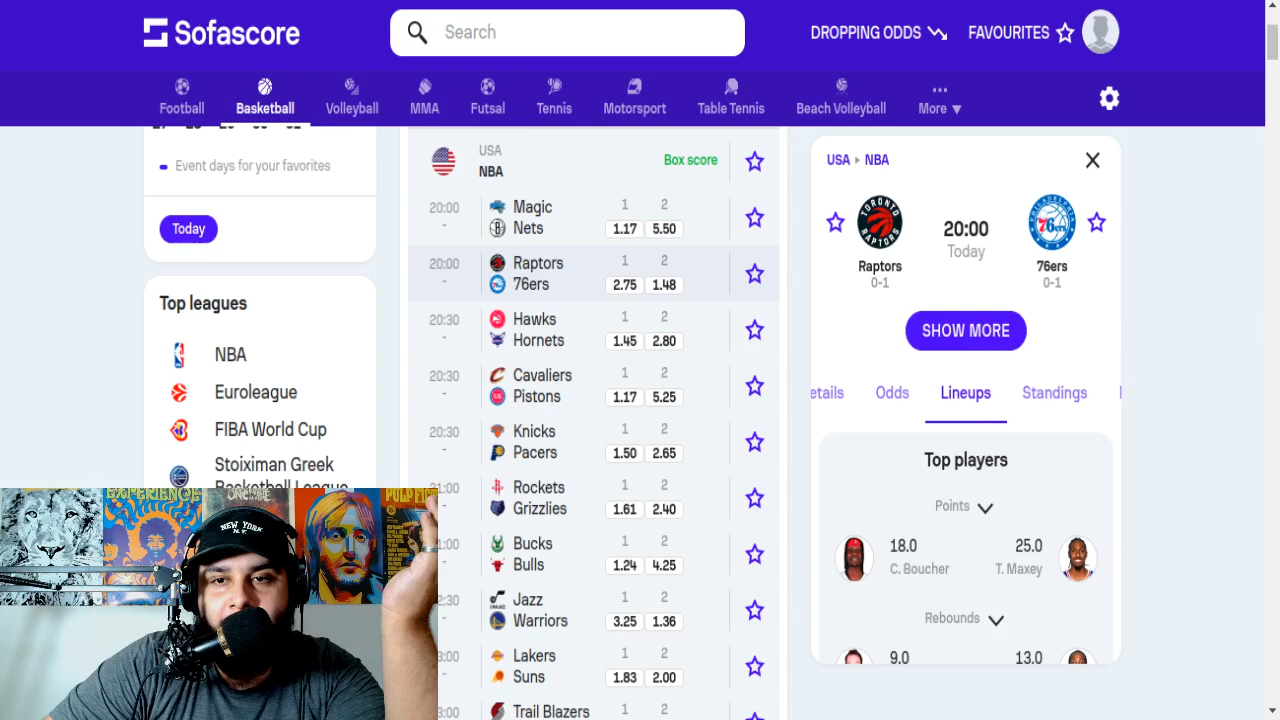 Sofascore
Search
DROPPING ODDS
FAVOURITES
Football
Basketball
Volleyball
MMA
Futsal
Tennis
Motorsport
Table Tennis
Beach Volleyball
More
Event days for your favorites
Today
Top leagues
NBA
Euroleague
FIBA World Cup
Stoiximan Greek
Basketball League
USA
NBA
Box score
20:00
-
Magic
Nets
1 2
1.17 5.50
20:00
-
Raptors
76ers
1 2
2.75 1.48
20:30
-
Hawks
Hornets
1 2
1.45 2.80
20:30
-
Cavaliers
Pistons
1 2
1.17 5.25
20:30
-
Knicks
Pacers
1 2
1.50 2.65
Rockets
Grizzlies
1 2
1.61 2.40
Bucks
Bulls
1 2
1.24 4.25
Jazz
Warriors
1 2
3.25 1.36
Lakers
Suns
1 2
1.83 2.00
Trail Blazers
1 2
USA NBA
TORONTO
RAPTORS
20:00
Today
76ers
Raptors
0-1
76ers
0-1
SHOW MORE
etails
Odds
Lineups
Standings
Top players
Points
18.0
C. Boucher
25.0
T. Maxey
Rebounds
9.0
13.0
EXPERIENCE
PULP FI
NEW YORK
N.Y.